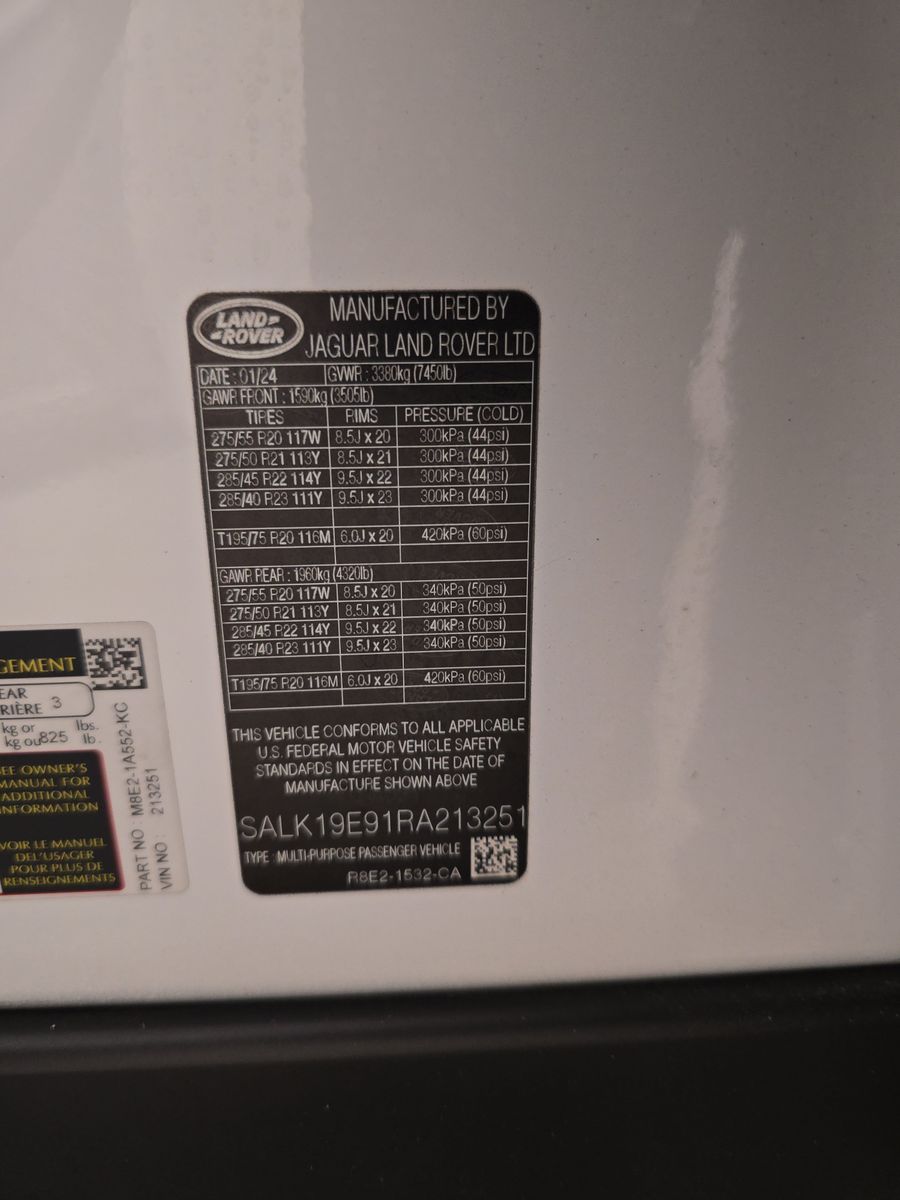 LAND-
-ROVER
MANUFACTURED BY
JAGUAR LAND ROVER LTD
DATE : 01/24 GVWR : 3380kg (7450lb)
GAWR FRONT : 1590kg (3505lb)
TIRES RIMS PRESSURE (COLD)
275/55 R20 117W 8.5J x 20 300kPa (44psi)
275/50 R21 113Y 8.5J x 21 300kPa (44psi)
285/45 R22 114Y 9.5J x 22 300kPa (44psi)
285/40 R23 111Y 9.5J x 23 300kPa (44psi)
T195/75 R20 116M 6.0J x 20 420kPa (60psi)
GAWR REAR : 1960kg (4320lb)
275/55 R20 117W 8.5J x 20 340kPa (50psi)
275/50 R21 113Y 8.5J x 21 340kPa (50psi)
285/45 R22 114Y 9.5J x 22 340kPa (50psi)
285/40 R23 111Y 9.5J x 23 340kPa (50psi)
T195/75 R20 116M 6.0J x 20 420kPa (60psi)
THIS VEHICLE CONFORMS TO ALL APPLICABLE
U.S. FEDERAL MOTOR VEHICLE SAFETY
STANDARDS IN EFFECT ON THE DATE OF
MANUFACTURE SHOWN ABOVE
SALK19E91RA213251
TYPE : MULTI-PURPOSE PASSENGER VEHICLE
R8E2-1532-CA
GEMENT
EAR
RIÈRE 3
kg or lbs.
kg ou 825 lb.
EE OWNER'S
MANUAL FOR
ADDITIONAL
INFORMATION
VOIR LE MANUEL
DEL'USAGER
POUR PLUS DE
RENSEIGNEMENTS
PART NO : M8E2-1A552-KC
VIN NO : 213251